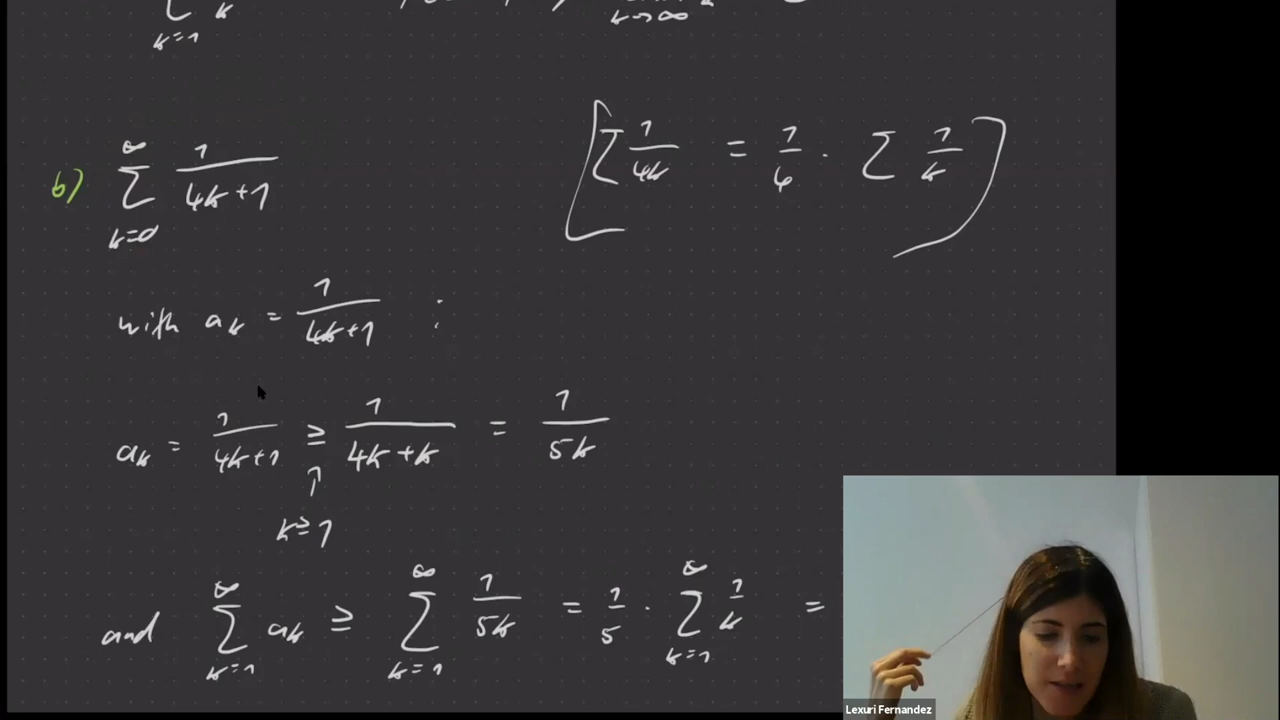 ∑ k=1 k
k→∞
b) ∑_{k=0}^{∞} 1/(4k+1)
[∑ 1/4k = 1/4 · ∑ 1/k]
with a_k = 1/(4k+1) :
a_k = 1/(4k+1) ≥ 1/(4k+k) = 1/5k
↑
k≥1
and ∑_{k=1}^{∞} a_k ≥ ∑_{k=1}^{∞} 1/5k = 1/5 · ∑_{k=1}^{∞} 1/k =
Lexuri Fernandez